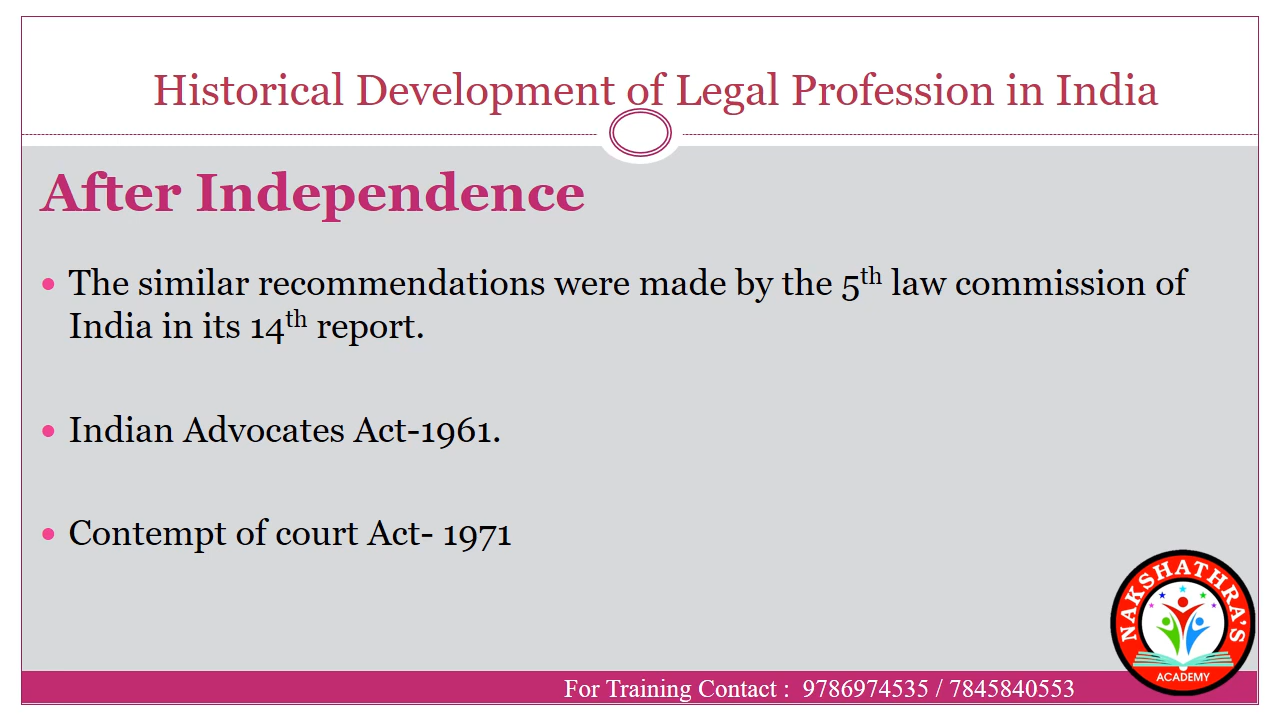 Historical Development of Legal Profession in India
After Independence
• The similar recommendations were made by the 5th law commission of
India in its 14th report.
• Indian Advocates Act-1961.
• Contempt of court Act- 1971
NAKSHATHRA'S
ACADEMY
For Training Contact : 9786974535 / 7845840553